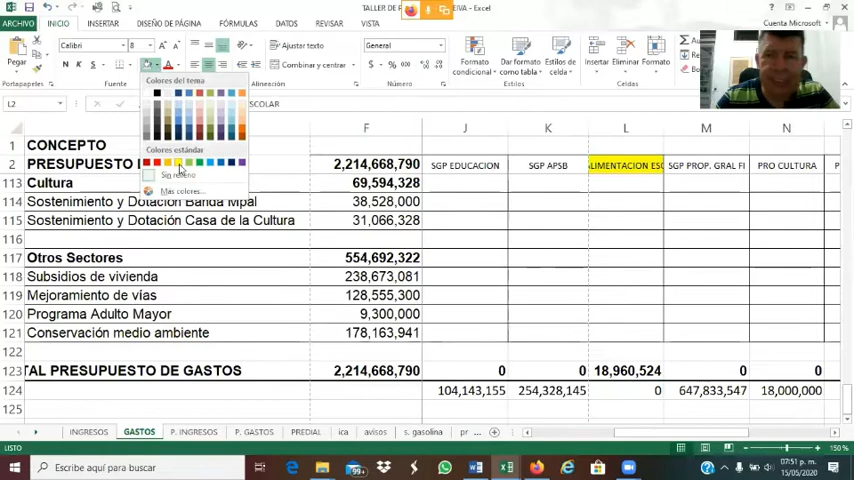 TALLER DE
EIVA - Excel
ARCHIVO INICIO INSERTAR DISEÑO DE PÁGINA FÓRMULAS DATOS REVISAR VISTA Cuenta Microsoft
Pegar Calibri 8 Ajustar texto General
N K S Combinar y centrar $ % 000
Formato condicional Dar formato como tabla Estilos de celda Insertar Eliminar Formato
Portapapeles Alineación Número Estilos Celdas
Colores del tema
Colores estándar
Sin relleno
Más colores...
L2 SCOLAR
F J K L M N
1 CONCEPTO
2 PRESUPUESTO 2,214,668,790 SGP EDUCACION SGP APSB LIMENTACION ESC SGP PROP. GRAL FI PRO CULTURA P
113 Cultura 69,594,328
114 Sostenimiento y Dotación Banda Mpal 38,528,000
115 Sostenimiento y Dotación Casa de la Cultura 31,066,328
116
117 Otros Sectores 554,692,322
118 Subsidios de vivienda 238,673,081
119 Mejoramiento de vías 128,555,300
120 Programa Adulto Mayor 9,300,000
121 Conservación medio ambiente 178,163,941
122
123 TAL PRESUPUESTO DE GASTOS 2,214,668,790 0 0 18,960,524 0 0
124 104,143,155 254,328,145 0 647,833,547 18,000,000
125
INGRESOS GASTOS P. INGRESOS P. GASTOS PREDIAL ica avisos s. gasolina pr ...
LISTO 150 %
Escribe aquí para buscar 99+ 07:51 p. m.
15/05/2020